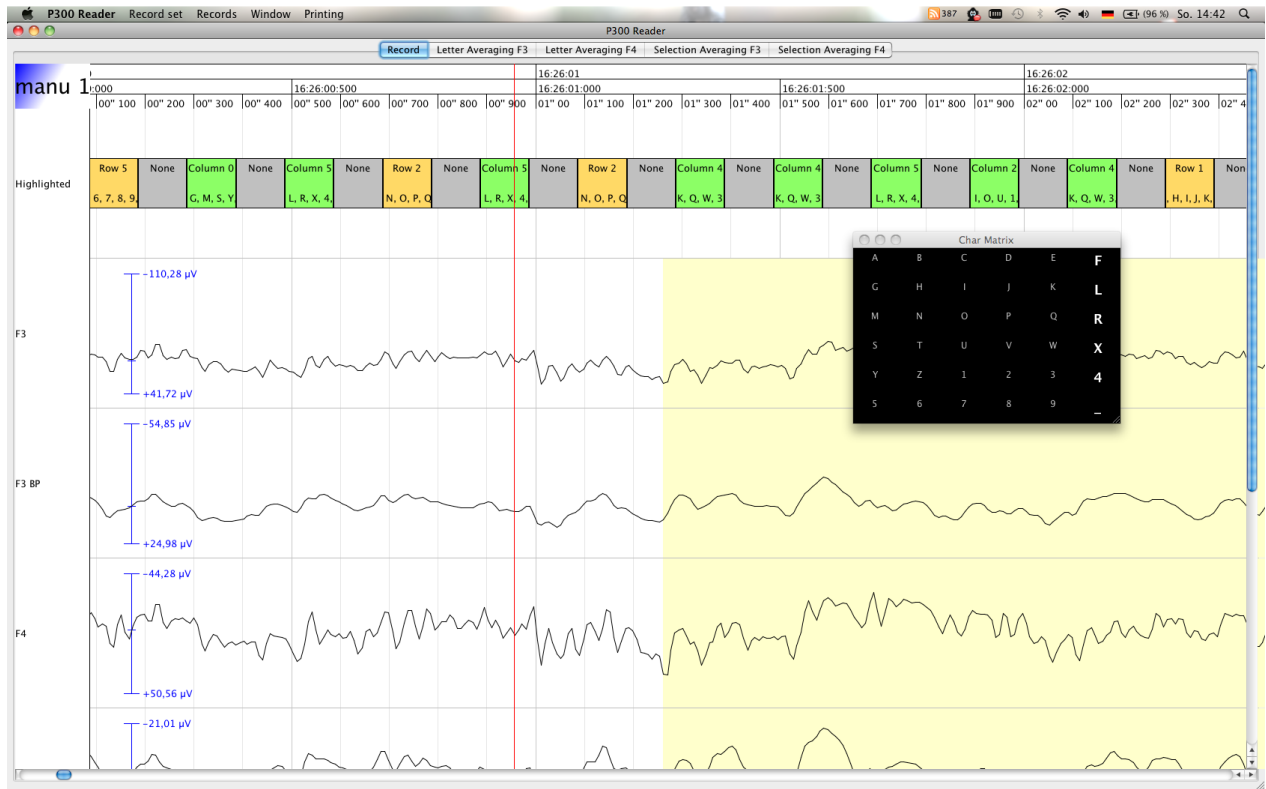 P300 Reader Record set Records Window Printing 387 (96 %) So. 14:42
P300 Reader
Record Letter Averaging F3 Letter Averaging F4 Selection Averaging F3 Selection Averaging F4
manu 1
16:26:01 16:26:02
:000 16:26:00:500 16:26:01:000 16:26:01:500 16:26:02:000
00" 100 00" 200 00" 300 00" 400 00" 500 00" 600 00" 700 00" 800 00" 900 01" 00 01" 100 01" 200 01" 300 01" 400 01" 500 01" 600 01" 700 01" 800 01" 900 02" 00 02" 100 02" 200 02" 300 02" 4
Highlighted
Row 5 None Column 0 None Column 5 None Row 2 None Column 5 None Row 2 None Column 4 None Column 4 None Column 5 None Column 2 None Column 4 None Row 1 Non
6, 7, 8, 9, G, M, S, Y, L, R, X, 4, N, O, P, Q L, R, X, 4, N, O, P, Q K, Q, W, 3 K, Q, W, 3 L, R, X, 4, I, O, U, 1, K, Q, W, 3 , H, I, J, K,
Char Matrix
A B C D E F
G H I J K L
M N O P Q R
S T U V W X
Y Z 1 2 3 4
5 6 7 8 9 _
F3
-110,28 µV
+41,72 µV
F3 BP
-54,85 µV
+24,98 µV
F4
-44,28 µV
+50,56 µV
-21,01 µV